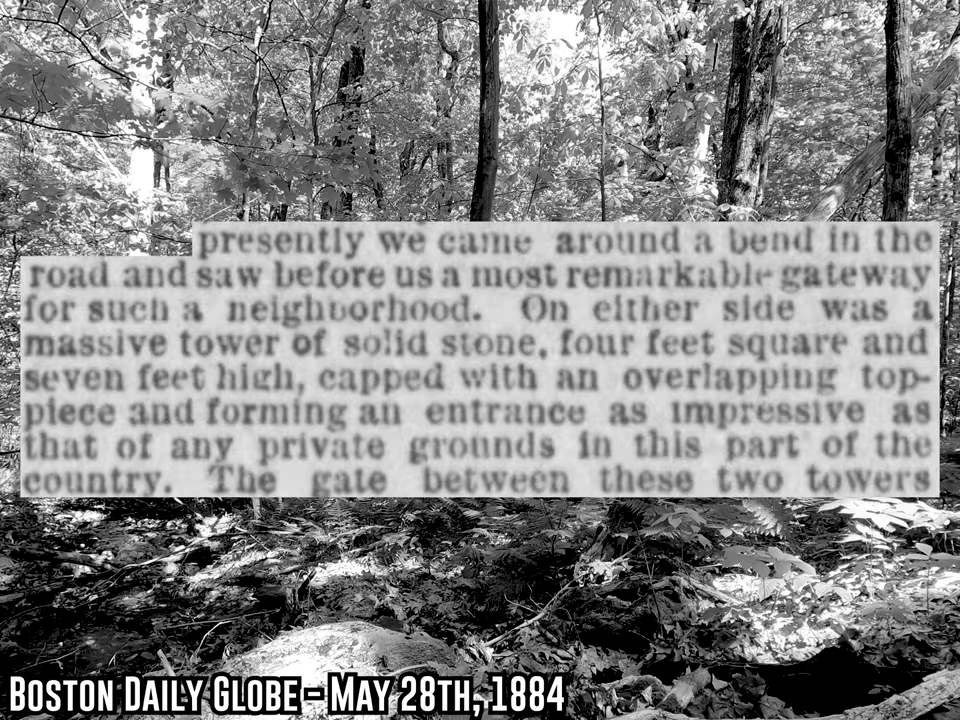 presently we came around a bend in the
road and saw before us a most remarkable gateway
for such a neighborhood. On either side was a
massive tower of solid stone, four feet square and
seven feet high, capped with an overlapping top-
piece and forming an entrance as impressive as
that of any private grounds in this part of the
country. The gate between these two towers
BOSTON DAILY GLOBE - MAY 28TH, 1884